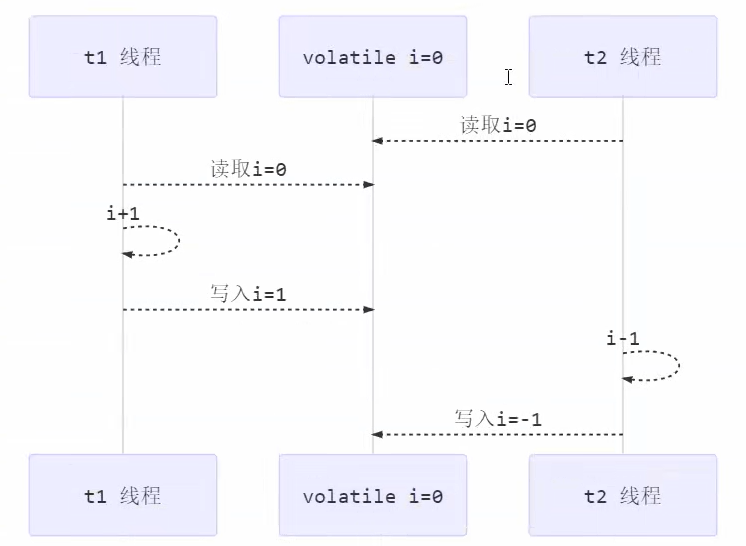 t1 线程
volatile i=0
t2 线程
读取i=0
读取i=0
i+1
写入i=1
i-1
写入i=-1
t1 线程
volatile i=0
t2 线程